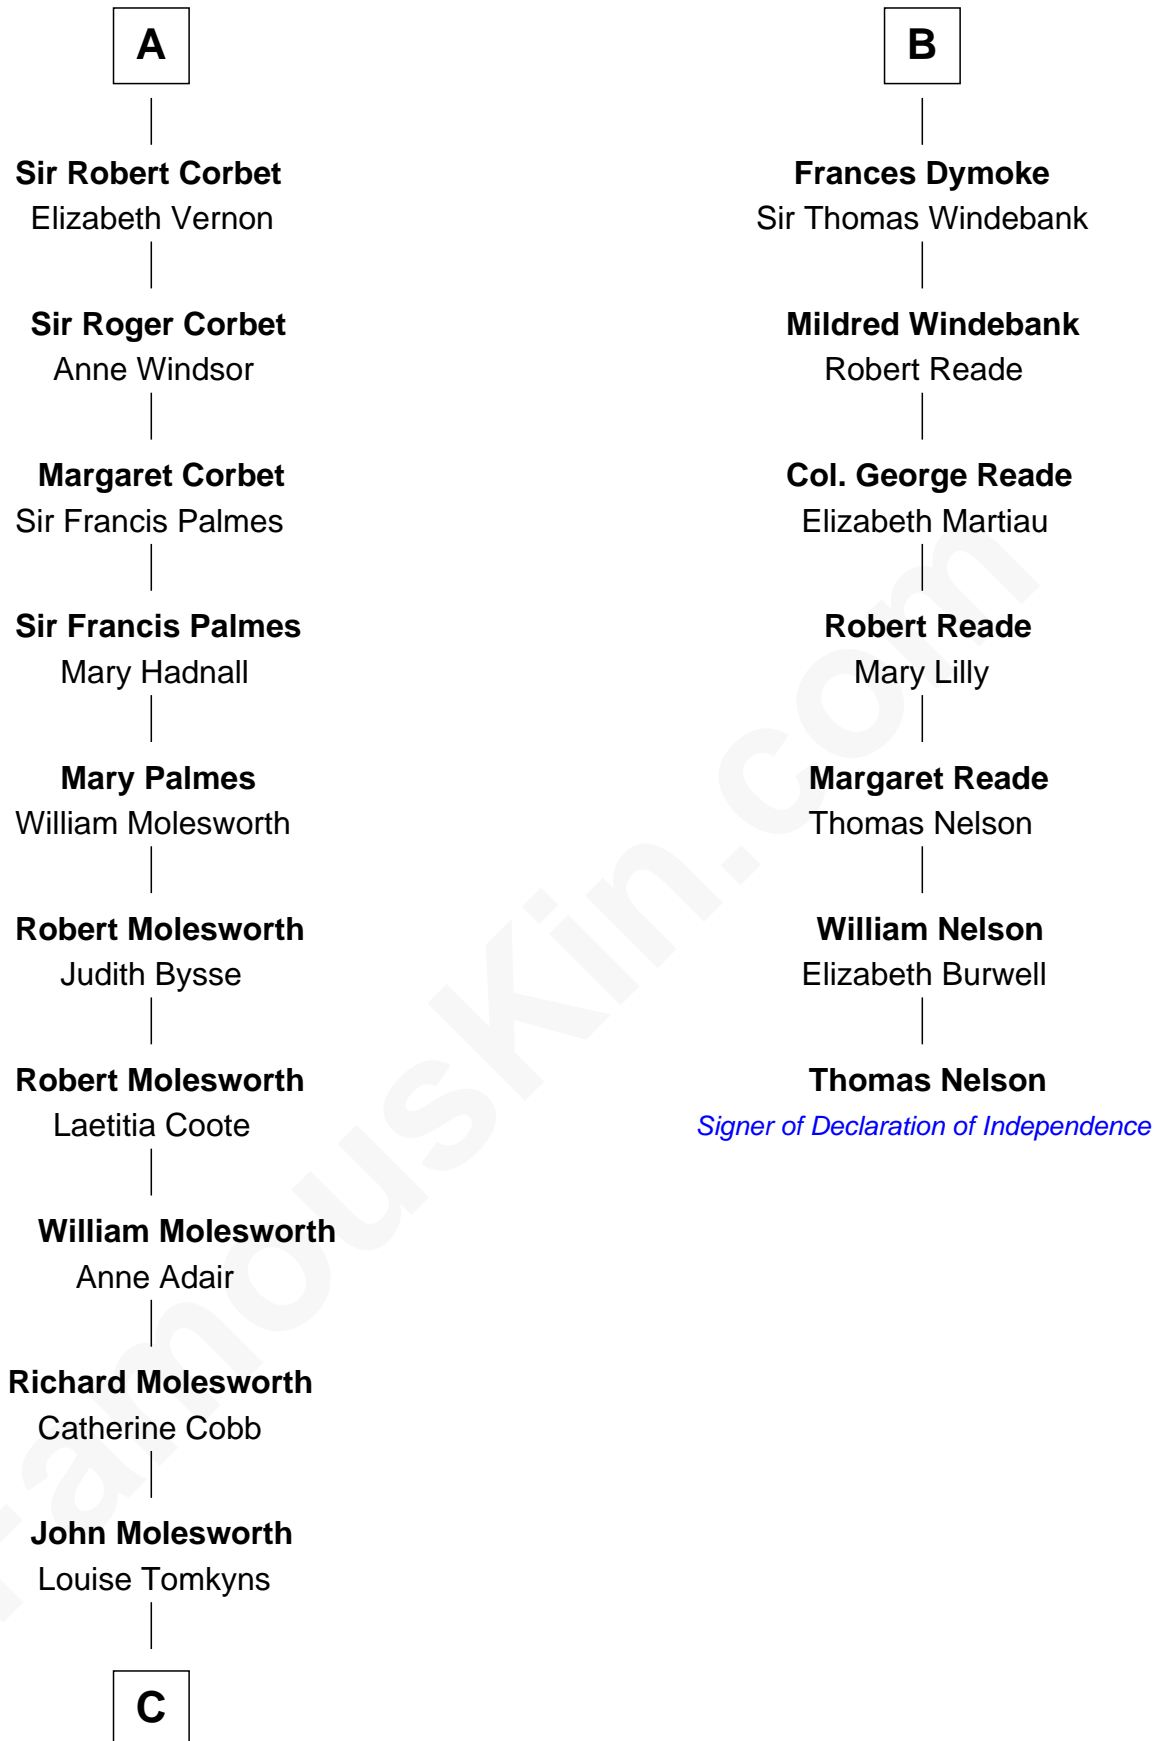 A
Sir Robert Corbet
Elizabeth Vernon
Sir Roger Corbet
Anne Windsor
Margaret Corbet
Sir Francis Palmes
Sir Francis Palmes
Mary Hadnall
Mary Palmes
William Molesworth
Robert Molesworth
Judith Bysse
Robert Molesworth
Laetitia Coote
William Molesworth
Anne Adair
Richard Molesworth
Catherine Cobb
John Molesworth
Louise Tomkyns
C
B
Frances Dymoke
Sir Thomas Windebank
Mildred Windebank
Robert Reade
Col. George Reade
Elizabeth Martiau
Robert Reade
Mary Lilly
Margaret Reade
Thomas Nelson
William Nelson
Elizabeth Burwell
Thomas Nelson
Signer of Declaration of Independence
FamousKin.com